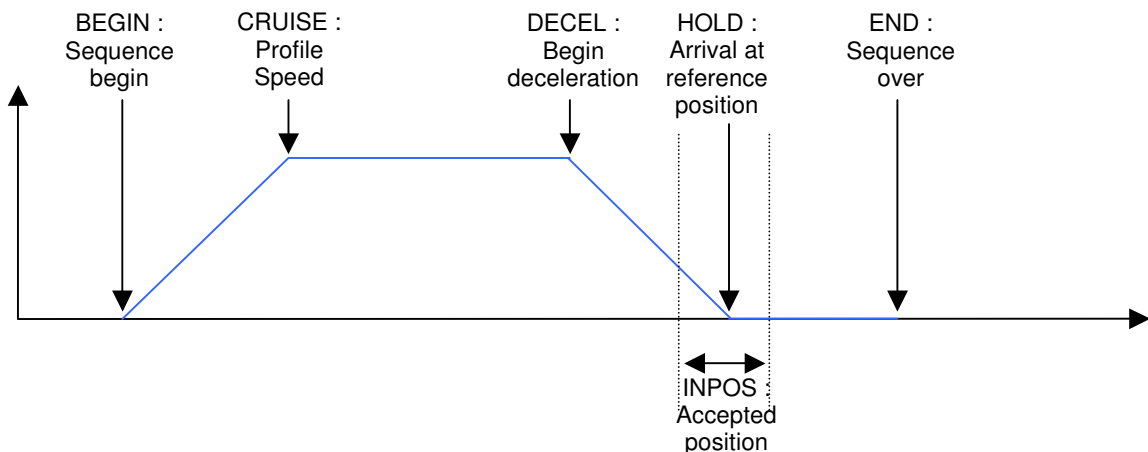 BEGIN :
Sequence
begin
CRUISE :
Profile
Speed
DECEL :
Begin
deceleration
HOLD :
Arrival at
reference
position
END :
Sequence
over
INPOS :
Accepted
position